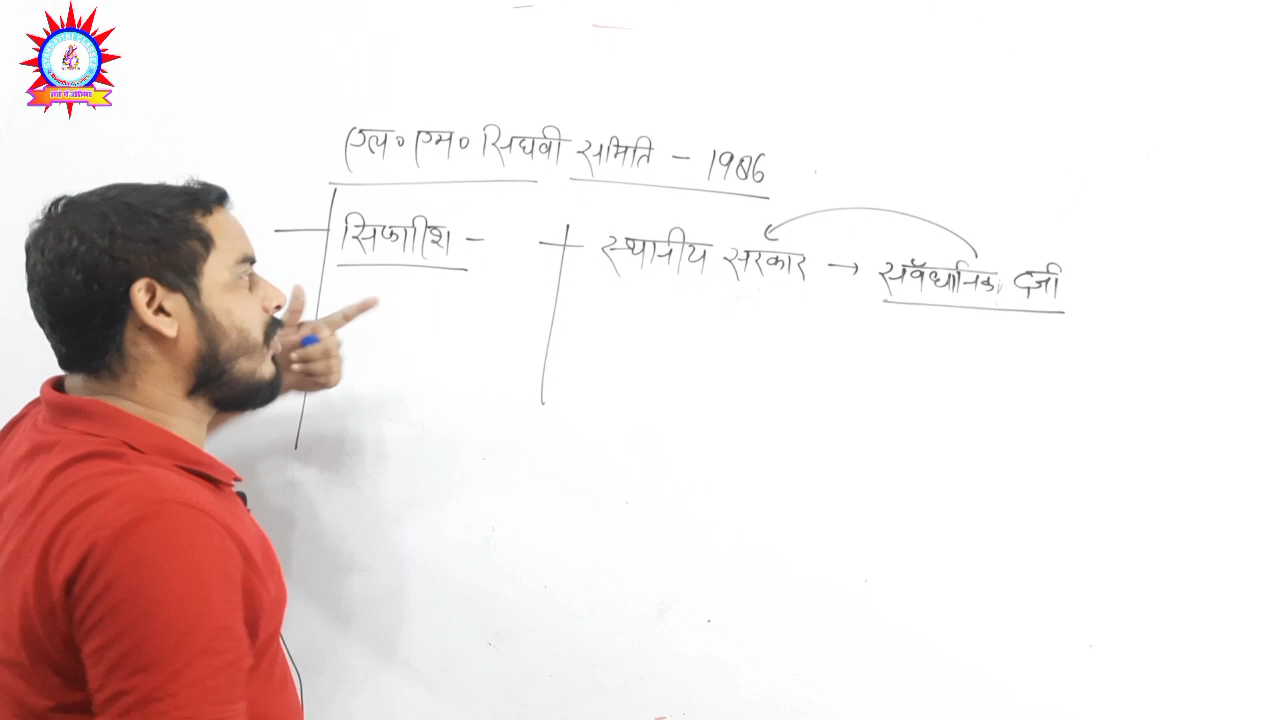 एल० एम० सिंघवी समिति - 1986
सिफारिश -
स्थानीय सरकार → संवैधानिक दर्जा